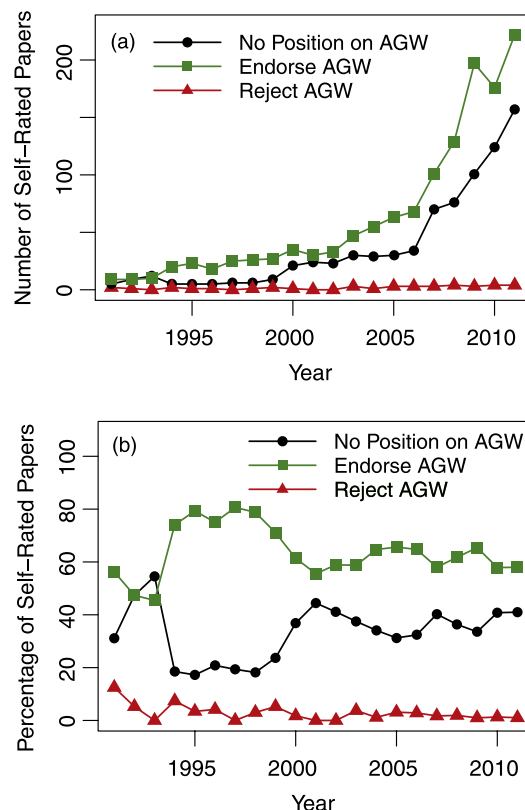 (a)
No Position on AGW
Endorse AGW
Reject AGW
Number of Self−Rated Papers
0
100
200
1995
2000
2005
2010
Year
(b)
No Position on AGW
Endorse AGW
Reject AGW
Percentage of Self−Rated Papers
0
20
40
60
80
100
1995
2000
2005
2010
Year